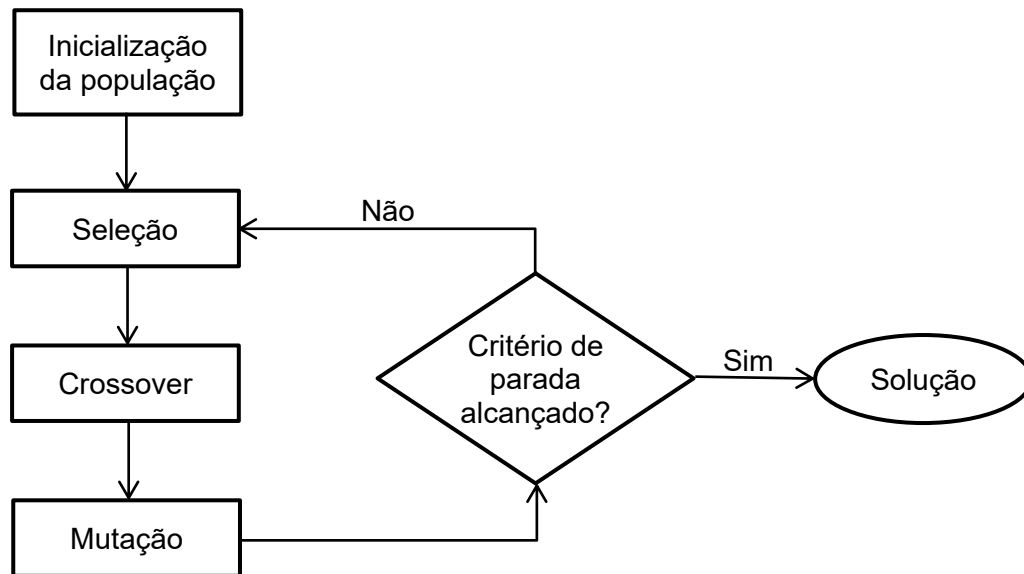 Inicialização
da população
Seleção
Não
Crossover
Critério de
parada
alcançado?
Sim
Solução
Mutação